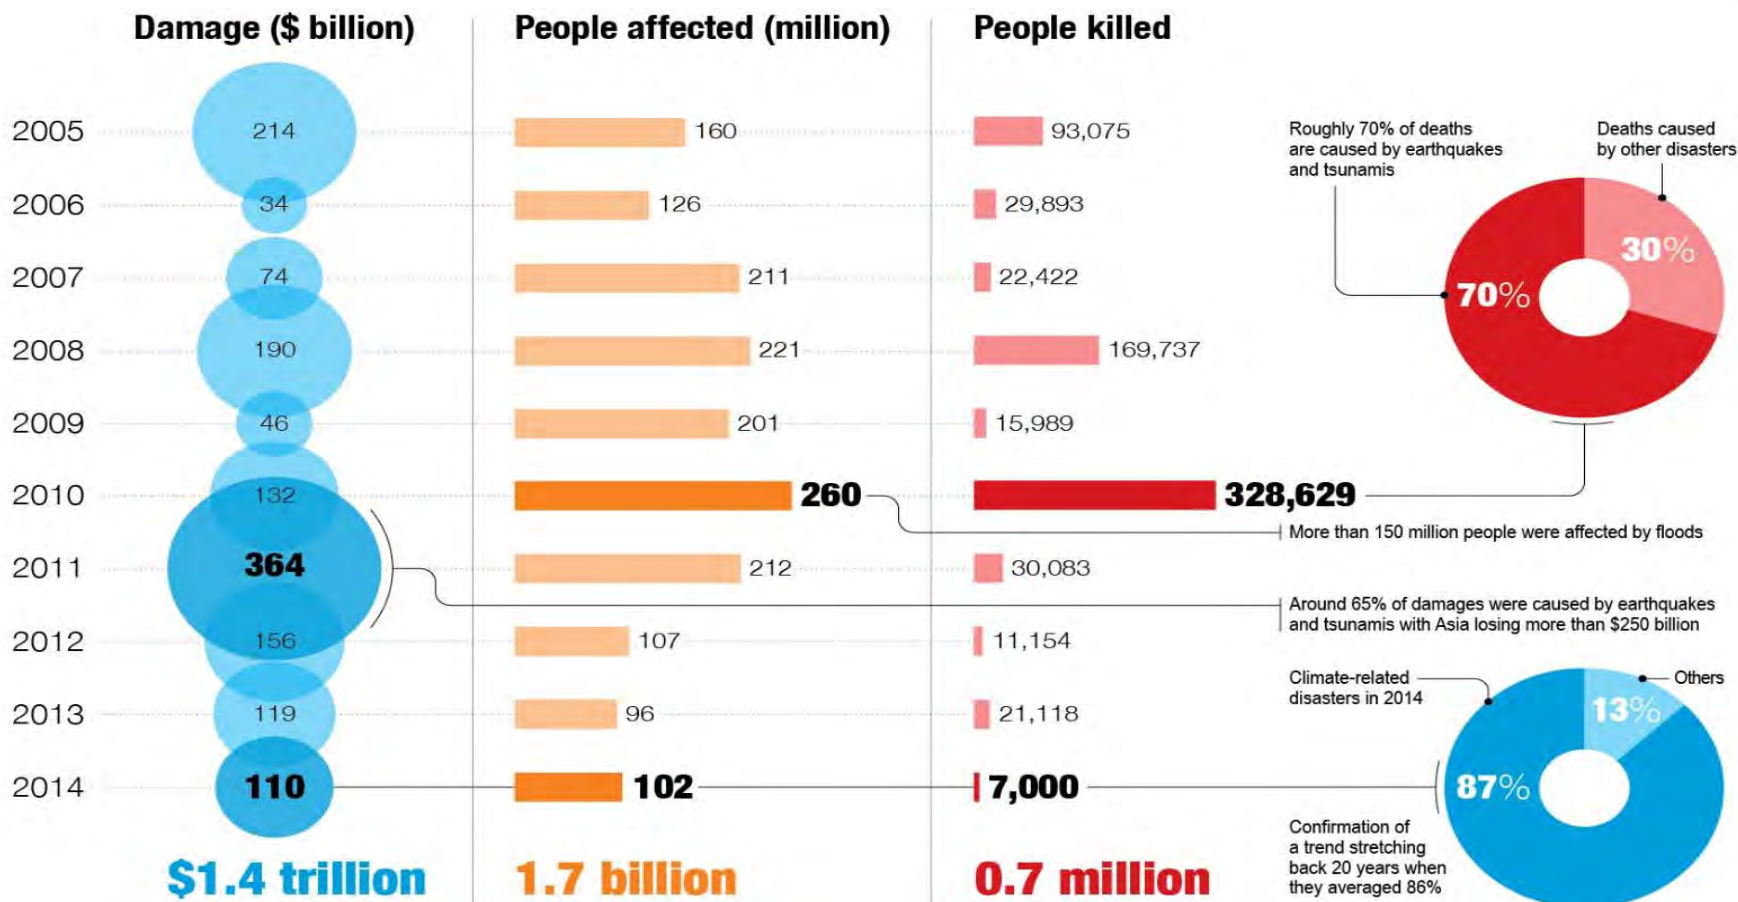 Damage ($ billion)
People affected (million)
People killed
2005
214
160
93,075
2006
34
126
29,893
2007
74
211
22,422
2008
190
221
169,737
2009
46
201
15,989
2010
132
260
328,629
2011
364
212
30,083
2012
156
107
11,154
2013
119
96
21,118
2014
110
102
7,000
$1.4 trillion
1.7 billion
0.7 million
Roughly 70% of deaths
are caused by earthquakes
and tsunamis
Deaths caused
by other disasters
30%
70%
More than 150 million people were affected by floods
Around 65% of damages were caused by earthquakes
and tsunamis with Asia losing more than $250 billion
Climate-related
disasters in 2014
Others
13%
87%
Confirmation of
a trend stretching
back 20 years when
they averaged 86%